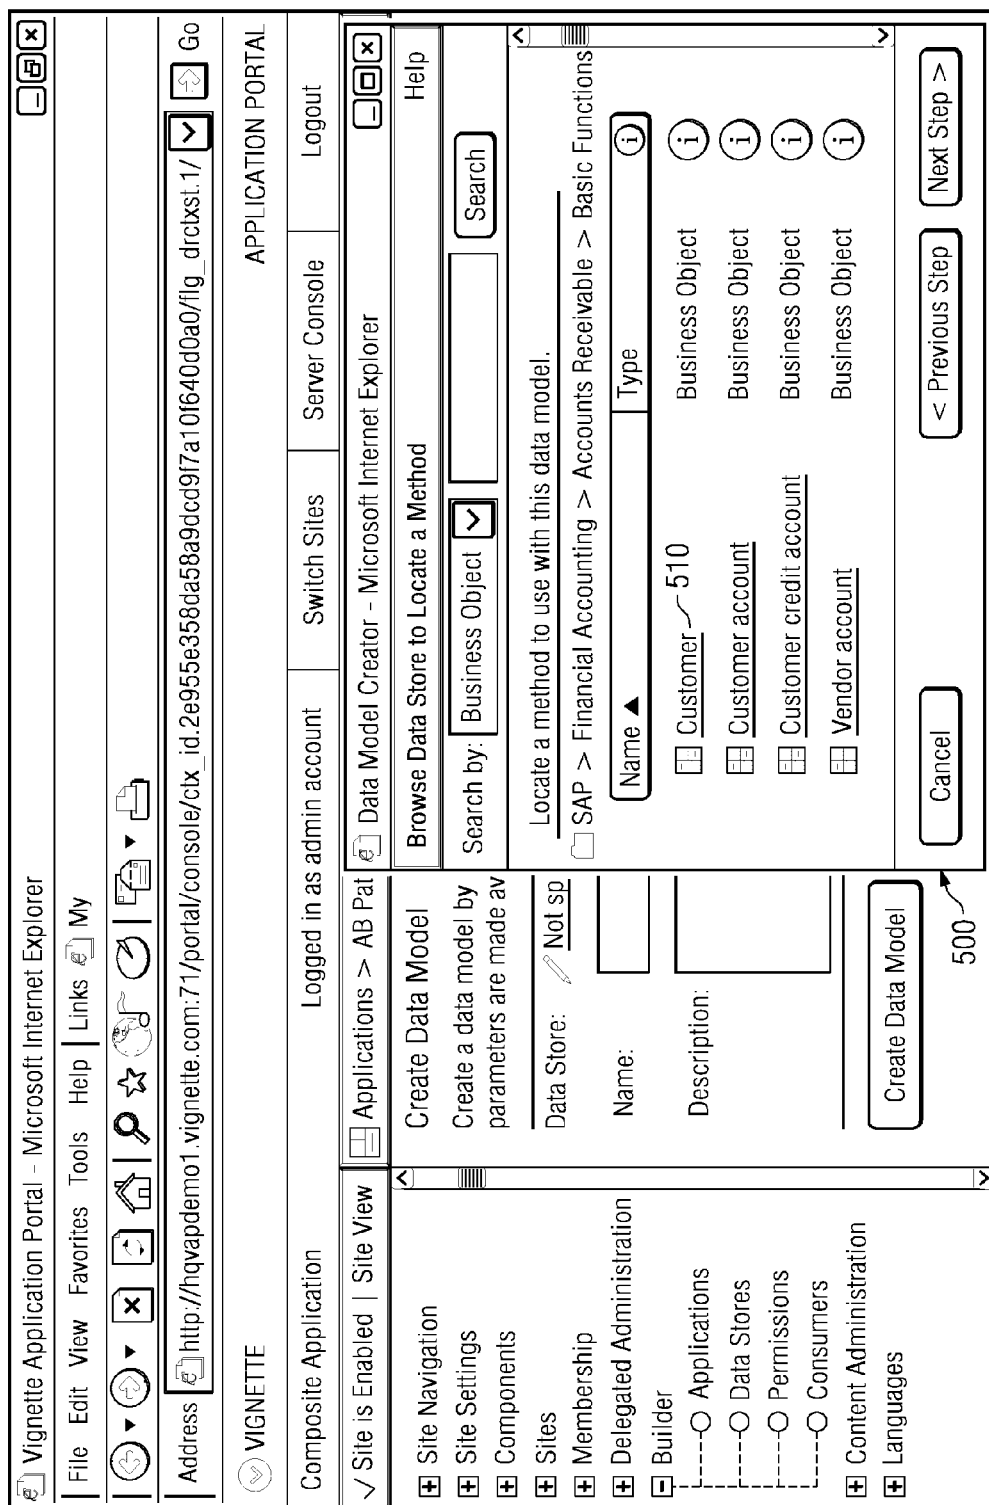 Vignette Application Portal - Microsoft Internet Explorer
File Edit View Favorites Tools Help Links My
Address http://hqvapdemo1.vignette.com:71/portal/console/ctx_id.2e955e358da58a9dcd9f7a10f640d0a0/flg_drctxst.1/ Go
VIGNETTE APPLICATION PORTAL
Composite Application Logged in as admin account Switch Sites Server Console Logout
Site is Enabled | Site View
Site Navigation
Site Settings
Components
Sites
Membership
Delegated Administration
Builder
Applications
Data Stores
Permissions
Consumers
Content Administration
Languages
Applications > AB Pat
Create Data Model
Create a data model by
parameters are made av
Data Store: Not sp
Name:
Description:
Create Data Model
Data Model Creator - Microsoft Internet Explorer
Browse Data Store to Locate a Method Help
Search by: Business Object Search
Locate a method to use with this data model.
SAP > Financial Accounting > Accounts Receivable > Basic Functions
Name Type i
Customer 510 Business Object i
Customer account Business Object i
Customer credit account Business Object i
Vendor account Business Object i
Cancel < Previous Step Next Step >
500